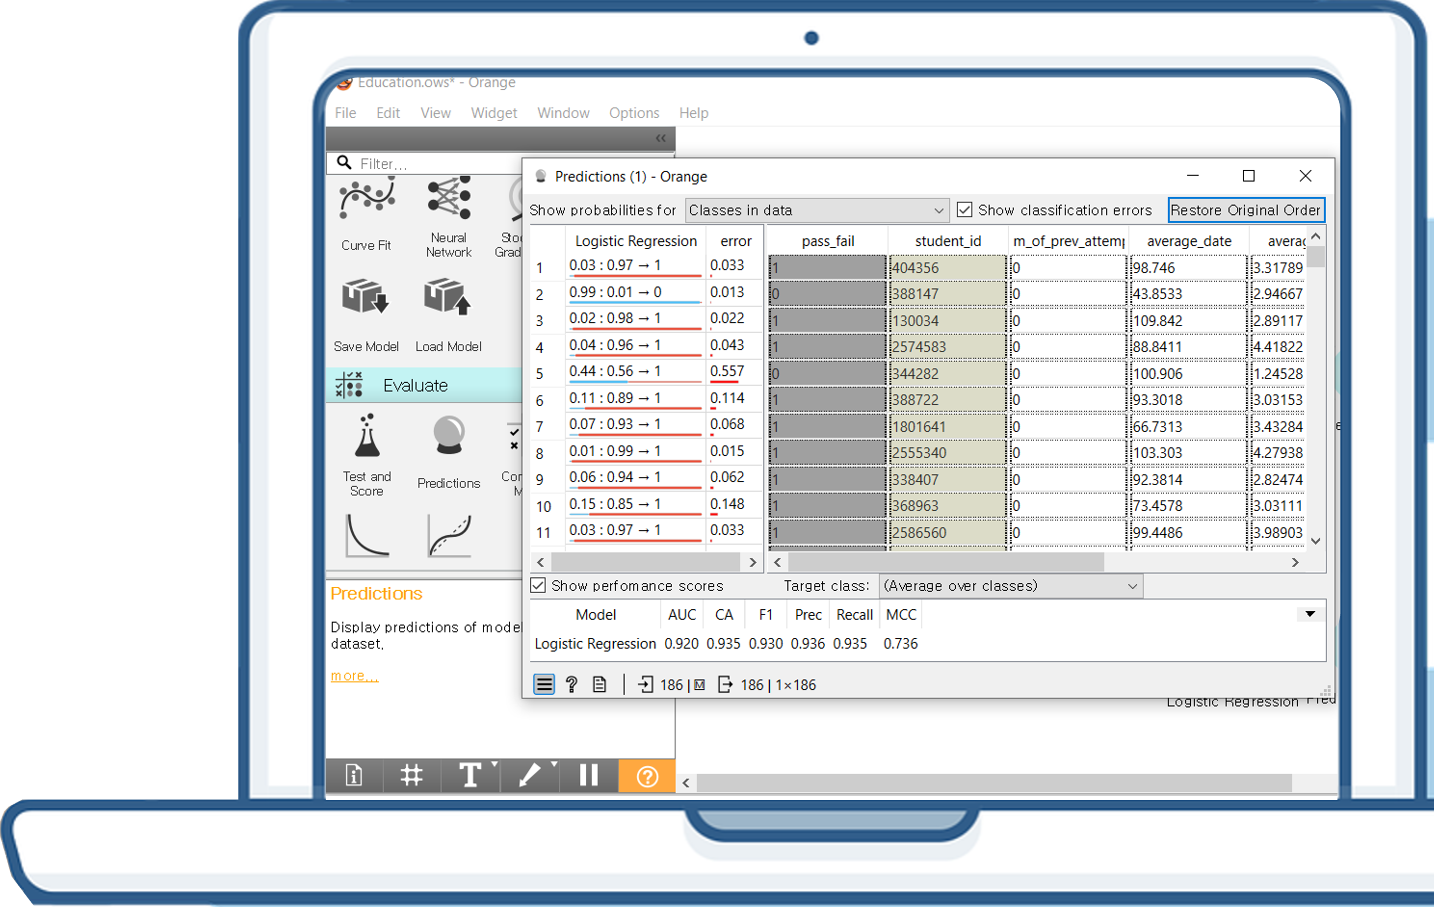 Education.ows* - Orange
File Edit View Widget Window Options Help
«
Filter...
Curve Fit
Neural Network
Save Model Load Model
Evaluate
Test and Score
Predictions
Predictions
Display predictions of
dataset.
more...
Predictions (1) - Orange
Show probabilities for Classes in data Show classification errors Restore Original Order
Logistic Regression error pass_fail student_id m_of_prev_attemp average_date
1 0.03 : 0.97 → 1 0.033 1 404356 0 98.746 3.31789
2 0.99 : 0.01 → 0 0.013 0 388147 0 43.8533 2.94667
3 0.02 : 0.98 → 1 0.022 1 130034 0 109.842 2.89117
4 0.04 : 0.96 → 1 0.043 1 2574583 0 88.8411 4.41822
5 0.44 : 0.56 → 1 0.557 0 344282 0 100.906 1.24528
6 0.11 : 0.89 → 1 0.114 1 388722 0 93.3018 3.03153
7 0.07 : 0.93 → 1 0.068 1 1801641 0 66.7313 3.43284
8 0.01 : 0.99 → 1 0.015 1 2555340 0 103.303 4.27938
9 0.06 : 0.94 → 1 0.062 1 338407 0 92.3814 2.82474
10 0.15 : 0.85 → 1 0.148 1 368963 0 73.4578 3.03111
11 0.03 : 0.97 → 1 0.033 1 2586560 0 99.4486 3.98903
Show perfomance scores Target class: (Average over classes)
Model AUC CA F1 Prec Recall MCC
Logistic Regression 0.920 0.935 0.930 0.936 0.935 0.736
186 | M 186 | 1×186
Logistic Regression